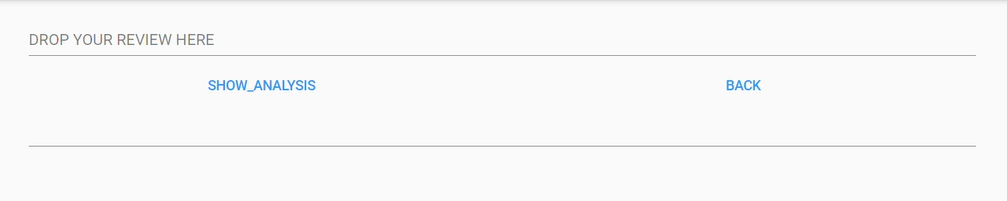 DROP YOUR REVIEW HERE
SHOW_ANALYSIS BACK